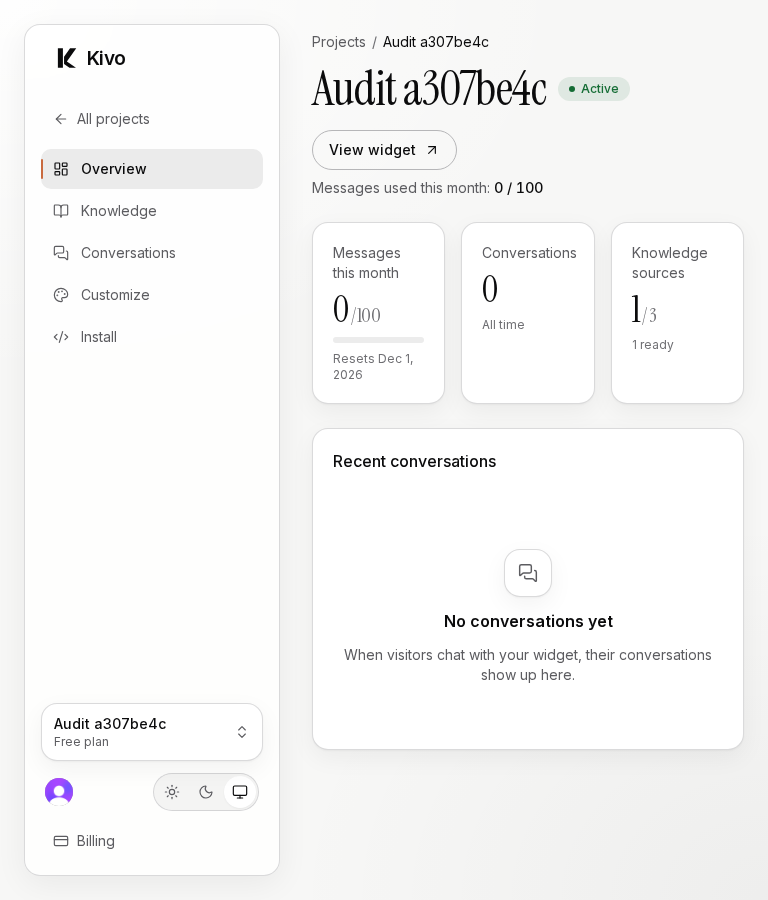 Kivo
All projects
Overview
Knowledge
Conversations
Customize
Install
Audit a307be4c
Free plan
Billing
Projects / Audit a307be4c
Audit a307be4c
Active
View widget
Messages used this month: 0 / 100
Messages
this month
0 /100
Resets Dec 1,
2026
Conversations
0
All time
Knowledge
sources
1 / 3
1 ready
Recent conversations
No conversations yet
When visitors chat with your widget, their conversations
show up here.